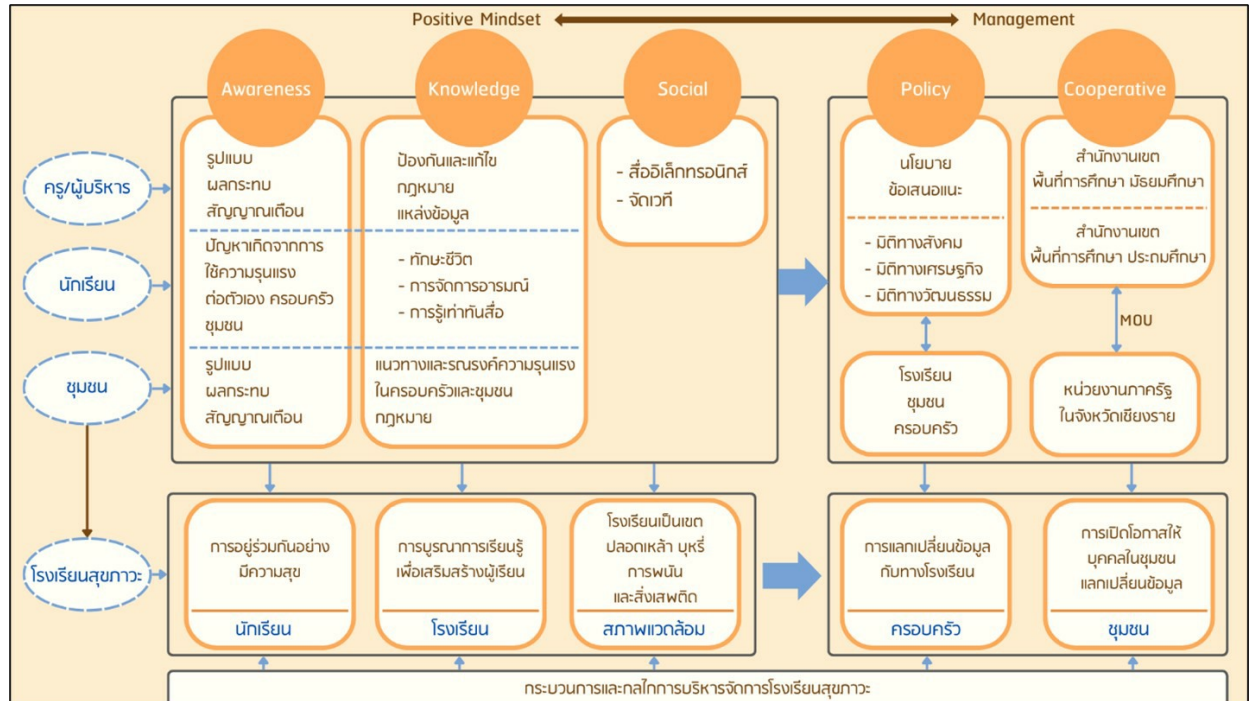 Positive Mindset
Management
Awareness
Knowledge
Social
Policy
Cooperative
ครู/ผู้บริหาร
รูปแบบ
ผลกระทบ
สัญญาณเตือน
ป้องกันและแก้ไข
กฎหมาย
แหล่งข้อมูล
- สื่ออิเล็กทรอนิกส์
- จัดเวที
นโยบาย
ข้อเสนอแนะ
สำนักงานเขต
พื้นที่การศึกษา มัธยมศึกษา
นักเรียน
ปัญหาเกิดจากการ
ใช้ความรุนแรง
ต่อตัวเอง ครอบครัว
ชุมชน
- ทักษะชีวิต
- การจัดการอารมณ์
- การรู้เท่าทันสื่อ
- มิติทางสังคม
- มิติทางเศรษฐกิจ
- มิติทางวัฒนธรรม
สำนักงานเขต
พื้นที่การศึกษา ประถมศึกษา
MOU
ชุมชน
รูปแบบ
ผลกระทบ
สัญญาณเตือน
แนวทางและรณรงค์ความรุนแรง
ในครอบครัวและชุมชน
กฎหมาย
โรงเรียน
ชุมชน
ครอบครัว
หน่วยงานภาครัฐ
ในจังหวัดเชียงราย
โรงเรียนสุขภาวะ
การอยู่ร่วมกันอย่าง
มีความสุข
นักเรียน
การบูรณาการเรียนรู้
เพื่อเสริมสร้างผู้เรียน
โรงเรียน
โรงเรียนเป็นเขต
ปลอดเหล้า บุหรี่
การพนัน
และสิ่งเสพติด
สภาพแวดล้อม
การแลกเปลี่ยนข้อมูล
กับทางโรงเรียน
ครอบครัว
การเปิดโอกาสให้
บุคคลในชุมชน
แลกเปลี่ยนข้อมูล
ชุมชน
กระบวนการและกลไกการบริหารจัดการโรงเรียนสุขภาวะ